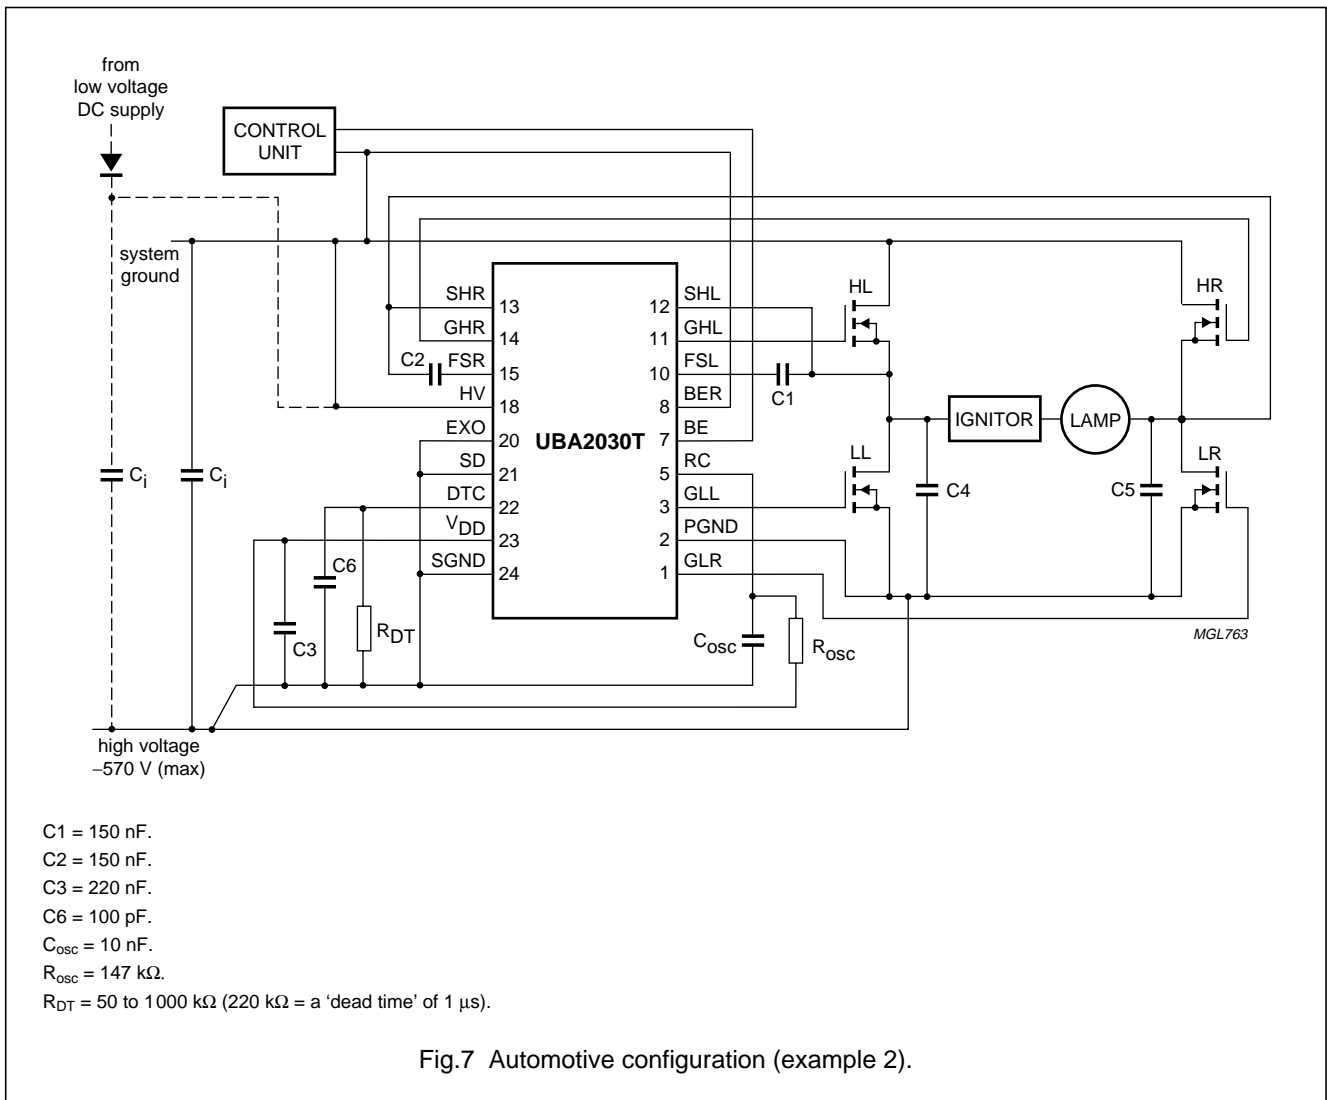 from
low voltage
DC supply
CONTROL
UNIT
system
ground
SHR
13
GHR
14
C2
FSR
15
HV
18
EXO
20
SD
21
DTC
22
VDD
23
SGND
24
UBA2030T
SHL
12
GHL
11
FSL
10
BER
8
BE
7
RC
5
GLL
3
PGND
2
GLR
1
C1
HL
HR
IGNITOR
LAMP
LL
LR
C4
C5
Ci
Ci
C6
C3
RDT
Cosc
Rosc
MGL763
high voltage
−570 V (max)
C1 = 150 nF.
C2 = 150 nF.
C3 = 220 nF.
C6 = 100 pF.
Cosc = 10 nF.
Rosc = 147 kΩ.
RDT = 50 to 1000 kΩ (220 kΩ = a ‘dead time’ of 1 µs).
Fig.7 Automotive configuration (example 2).